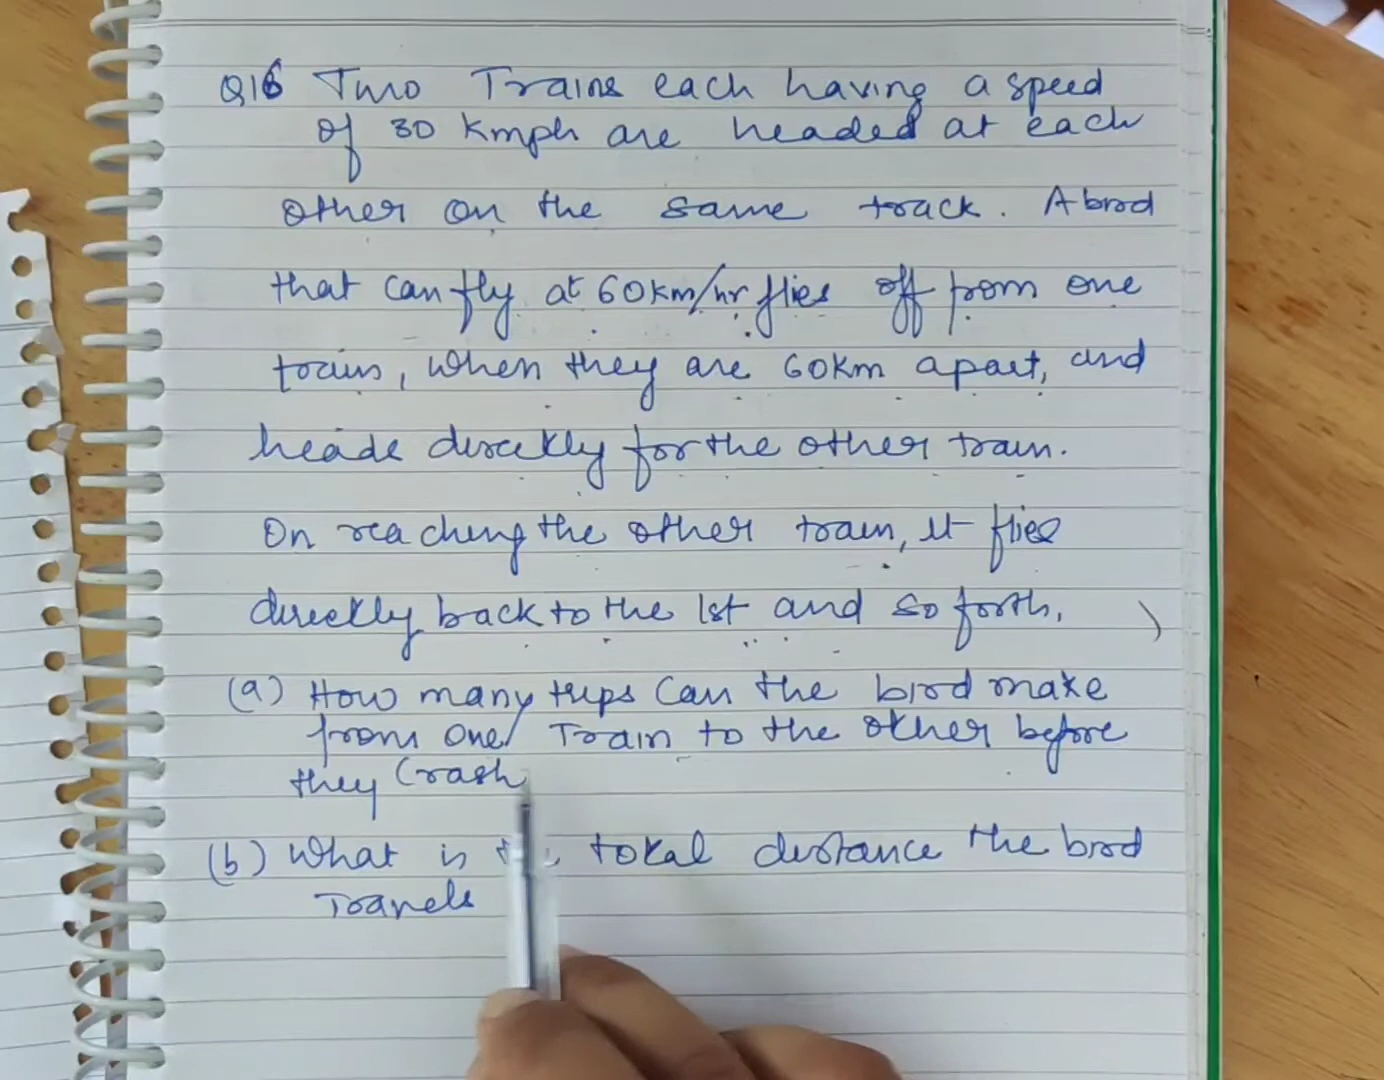 Q16 Two Trains each having a speed
of 30 kmph are headed at each
other on the same track. A bird
that can fly at 60km/hr flies off from one
train, when they are 60km apart, and
heads directly for the other train.
On reaching the other train, it flies
directly back to the 1st and so forth,
(a) How many trips can the bird make
from one Train to the other before
they Crash
(b) What is total distance the bird
Travels